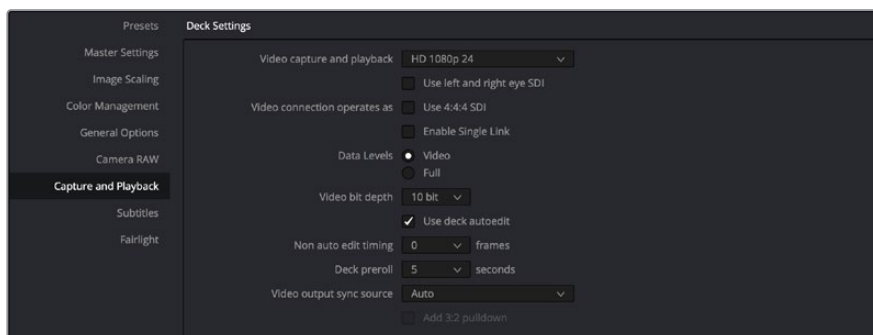 Presets
Master Settings
Image Scaling
Color Management
General Options
Camera RAW
Capture and Playback
Subtitles
Fairlight
Deck Settings
Video capture and playback HD 1080p 24
Use left and right eye SDI
Video connection operates as Use 4:4:4 SDI
Enable Single Link
Data Levels Video
Full
Video bit depth 10 bit
Use deck autoedit
Non auto edit timing 0 frames
Deck preroll 5 seconds
Video output sync source Auto
Add 3:2 pulldown